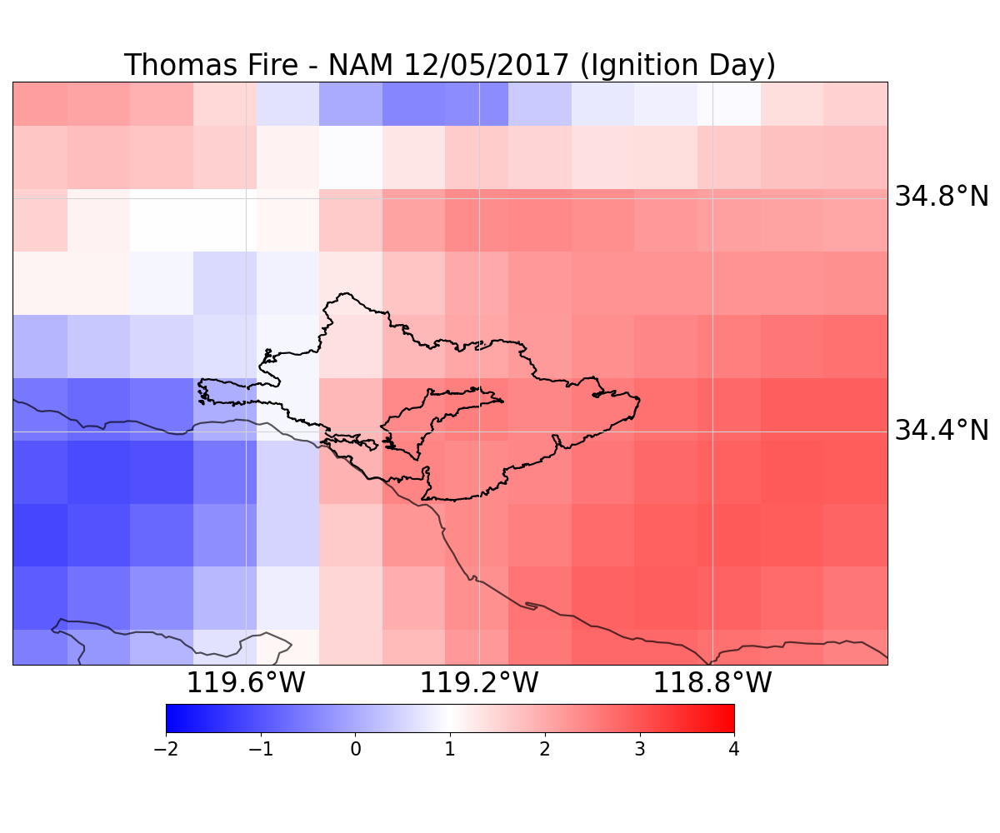 Thomas Fire - NAM 12/05/2017 (Ignition Day)
34.8°N
34.4°N
119.6°W 119.2°W 118.8°W
−2 −1 0 1 2 3 4